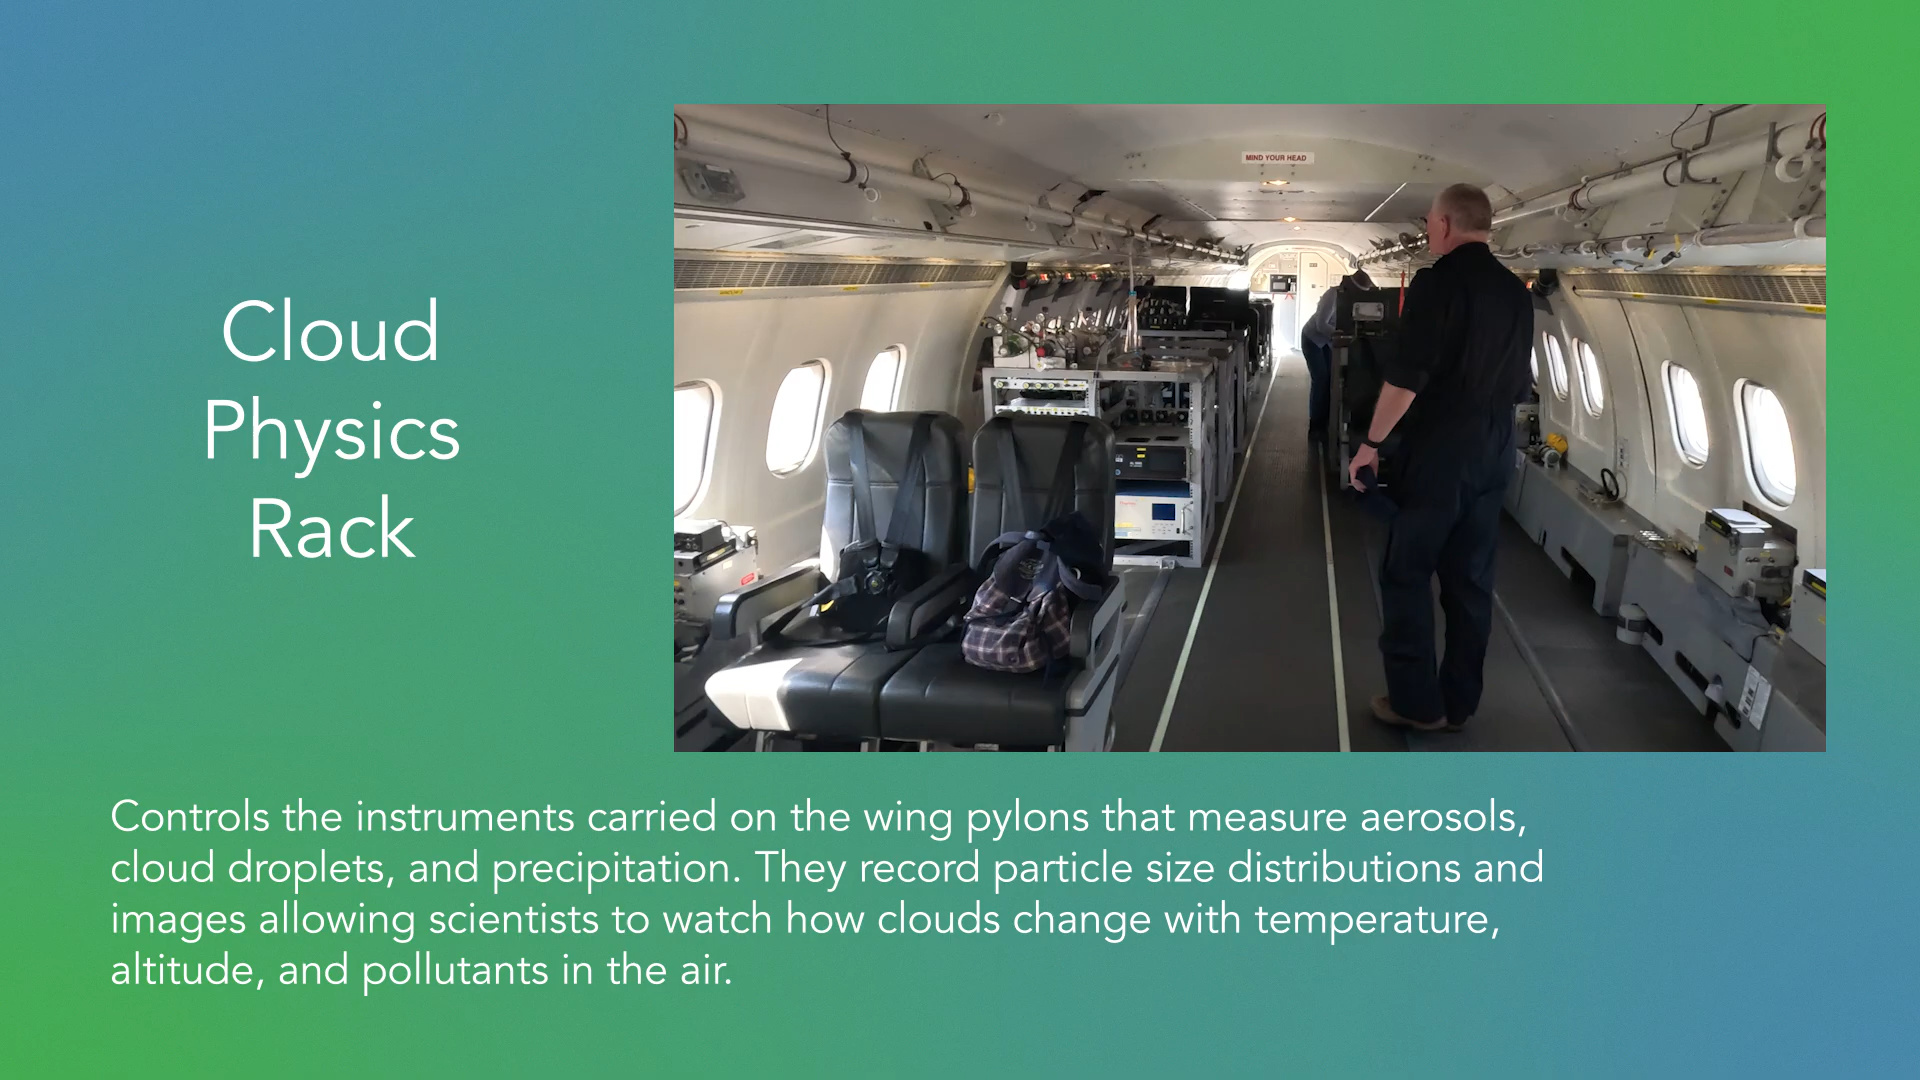 Cloud
Physics
Rack
MIND YOUR HEAD
Controls the instruments carried on the wing pylons that measure aerosols,
cloud droplets, and precipitation. They record particle size distributions and
images allowing scientists to watch how clouds change with temperature,
altitude, and pollutants in the air.